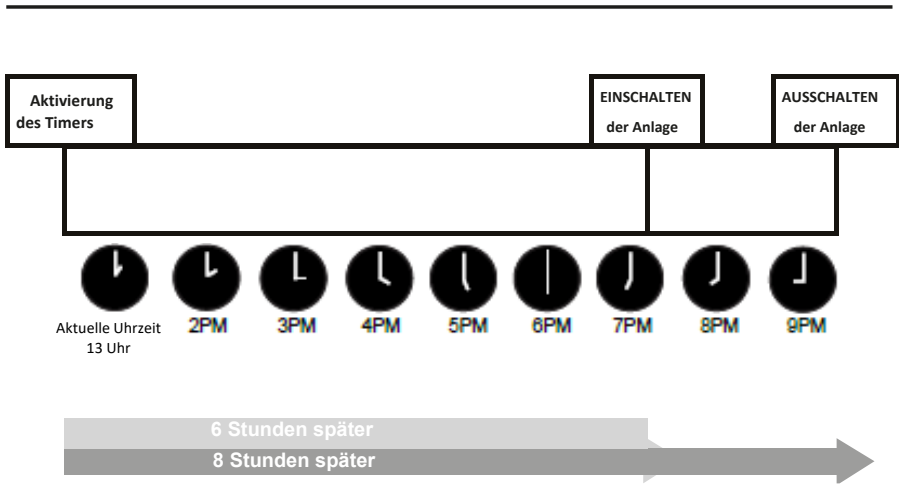 Aktivierung
des Timers
EINSCHALTEN
der Anlage
AUSSCHALTEN
der Anlage
Aktuelle Uhrzeit
13 Uhr
2PM
3PM
4PM
5PM
6PM
7PM
8PM
9PM
6 Stunden später
8 Stunden später